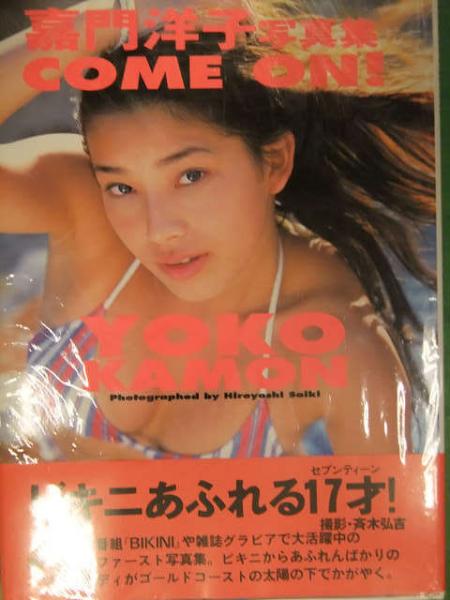 嘉門洋子写真集
COME ON!
YOKO
KAMON
Photographed by Hiroyoshi Saiki
セブンティーン
ビキニあふれる17才!
撮影・斉木弘吉
番組「BIKINI」や雑誌グラビアで大活躍中の
ファースト写真集。ビキニからあふれんばかりの
ディがゴールドコーストの太陽の下でかがやく。